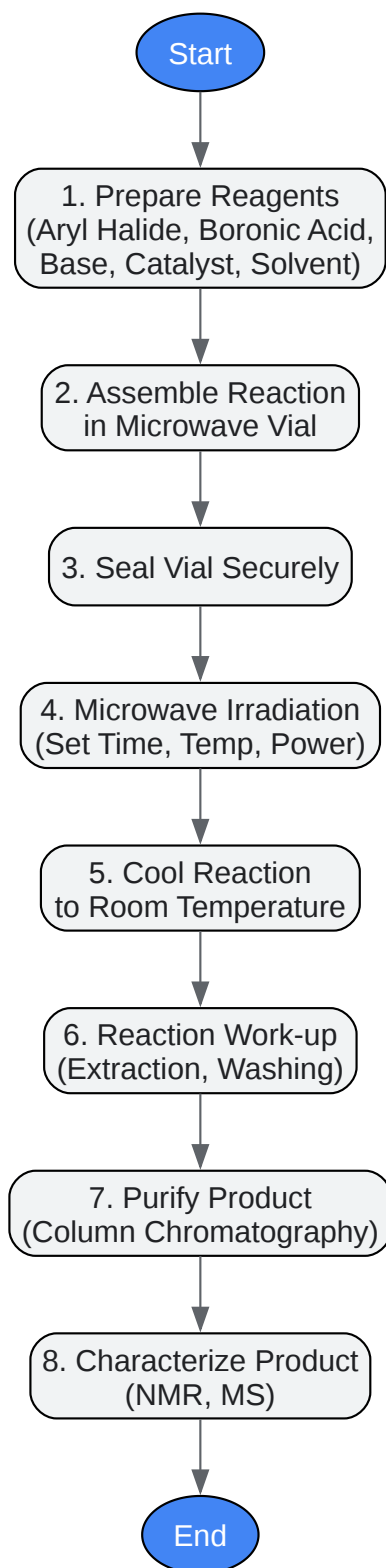 Start
1. Prepare Reagents
(Aryl Halide, Boronic Acid,
Base, Catalyst, Solvent)
2. Assemble Reaction
in Microwave Vial
3. Seal Vial Securely
4. Microwave Irradiation
(Set Time, Temp, Power)
5. Cool Reaction
to Room Temperature
6. Reaction Work-up
(Extraction, Washing)
7. Purify Product
(Column Chromatography)
8. Characterize Product
(NMR, MS)
End